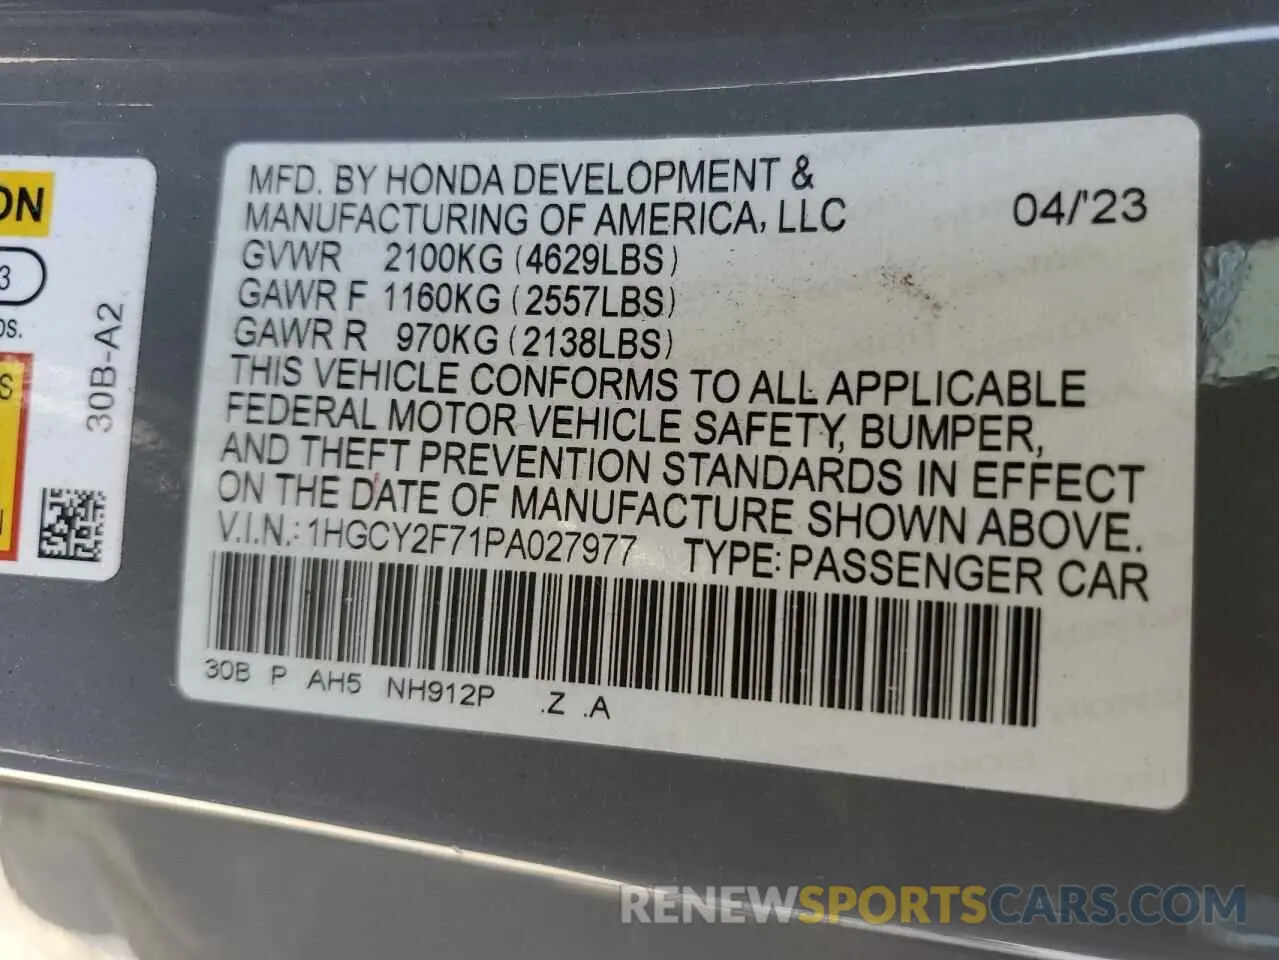 ON
3
30B-A2
MFD. BY HONDA DEVELOPMENT &
MANUFACTURING OF AMERICA, LLC 04/'23
GVWR 2100KG (4629LBS)
GAWR F 1160KG (2557LBS)
GAWR R 970KG (2138LBS)
THIS VEHICLE CONFORMS TO ALL APPLICABLE
FEDERAL MOTOR VEHICLE SAFETY, BUMPER,
AND THEFT PREVENTION STANDARDS IN EFFECT
ON THE DATE OF MANUFACTURE SHOWN ABOVE.
V.I.N.: 1HGCY2F71PA027977 TYPE: PASSENGER CAR
30B P AH5 NH912P .Z .A
RENEWSPORTSCARS.COM